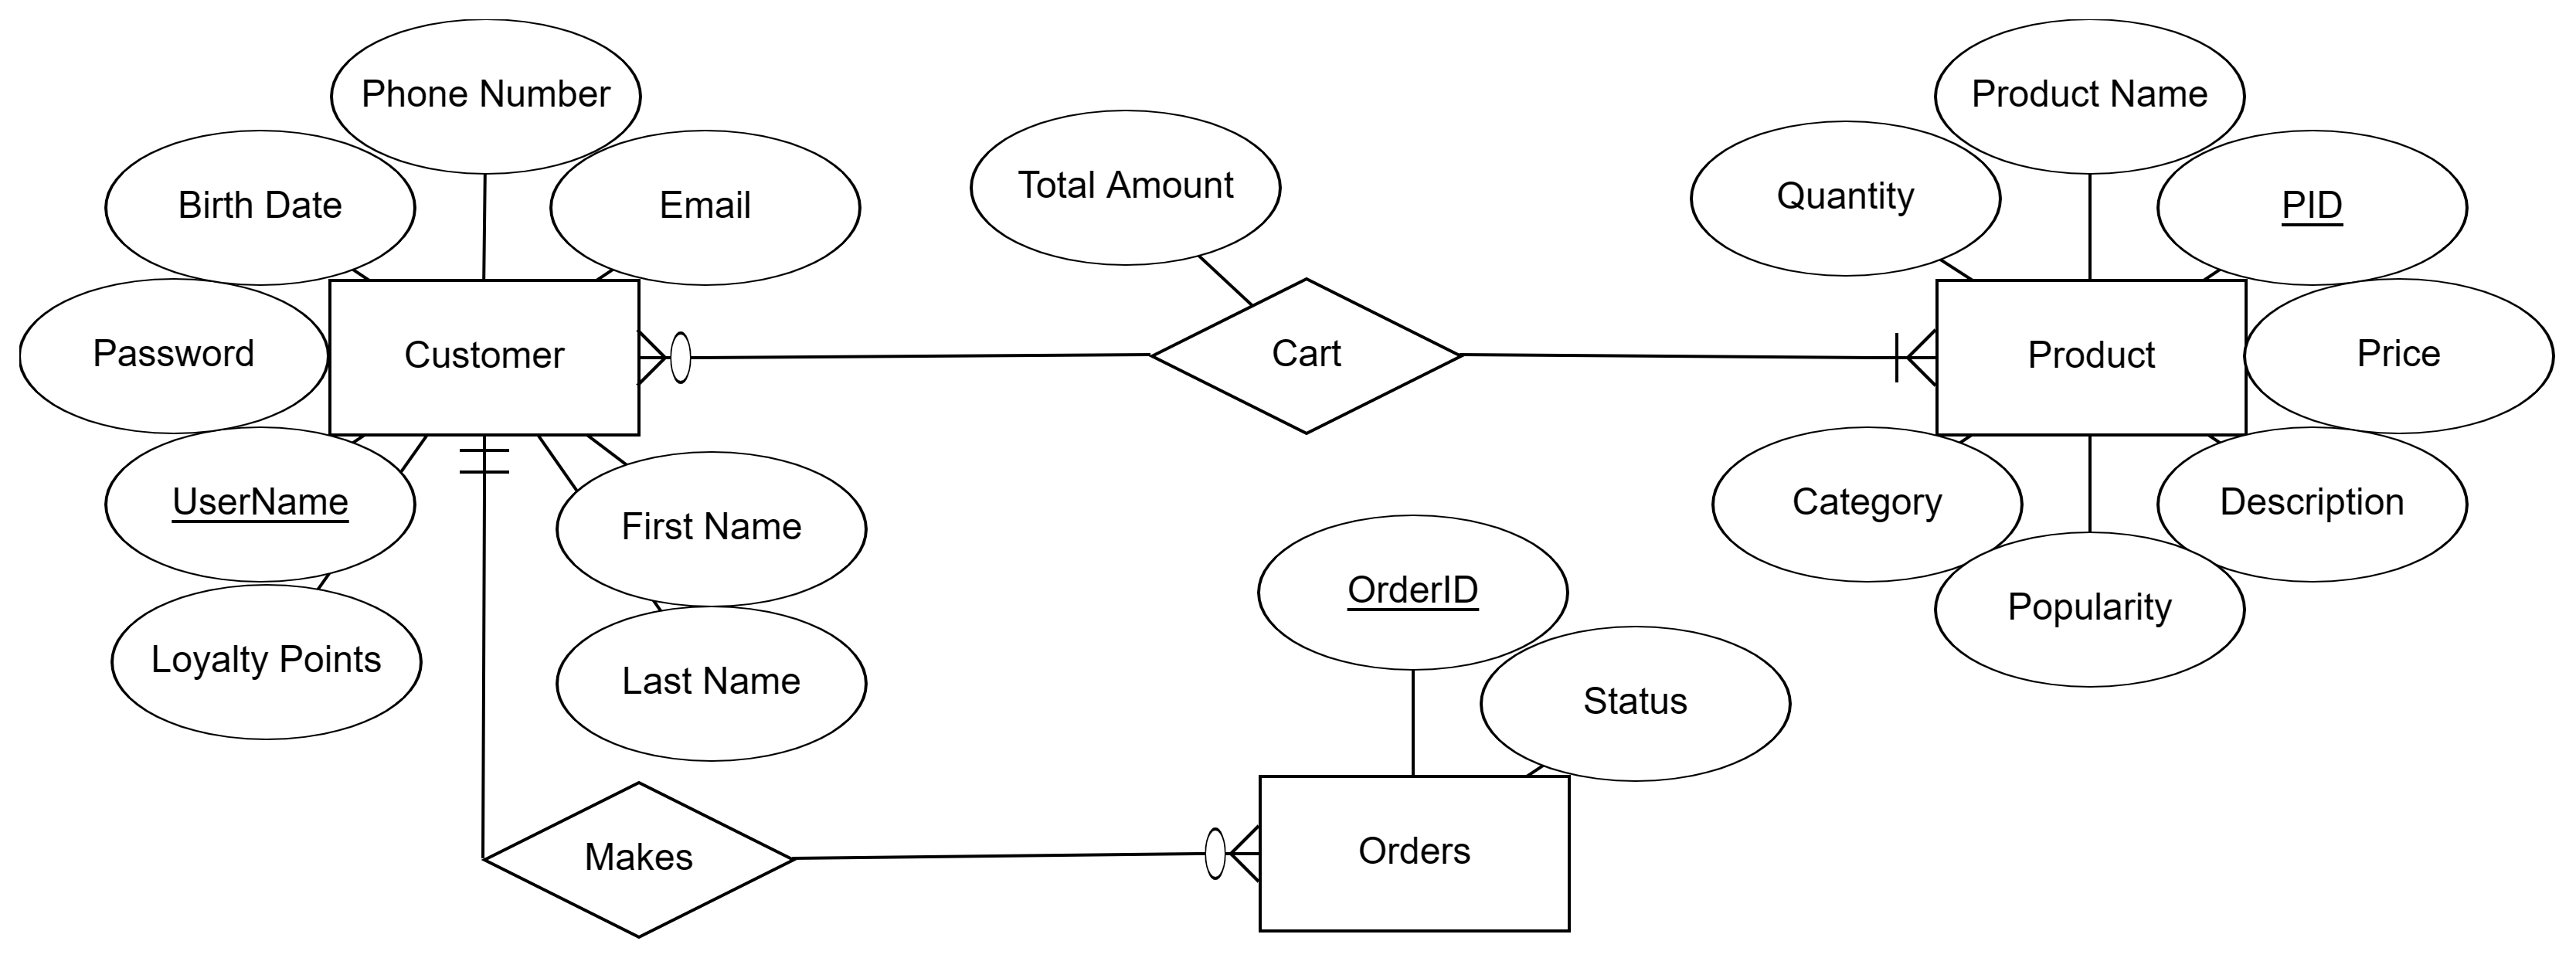 Phone Number
Product Name
Birth Date
Email
Total Amount
Quantity
PID
Password
Customer
Cart
Product
Price
UserName
First Name
Category
Description
OrderID
Popularity
Loyalty Points
Last Name
Status
Makes
Orders